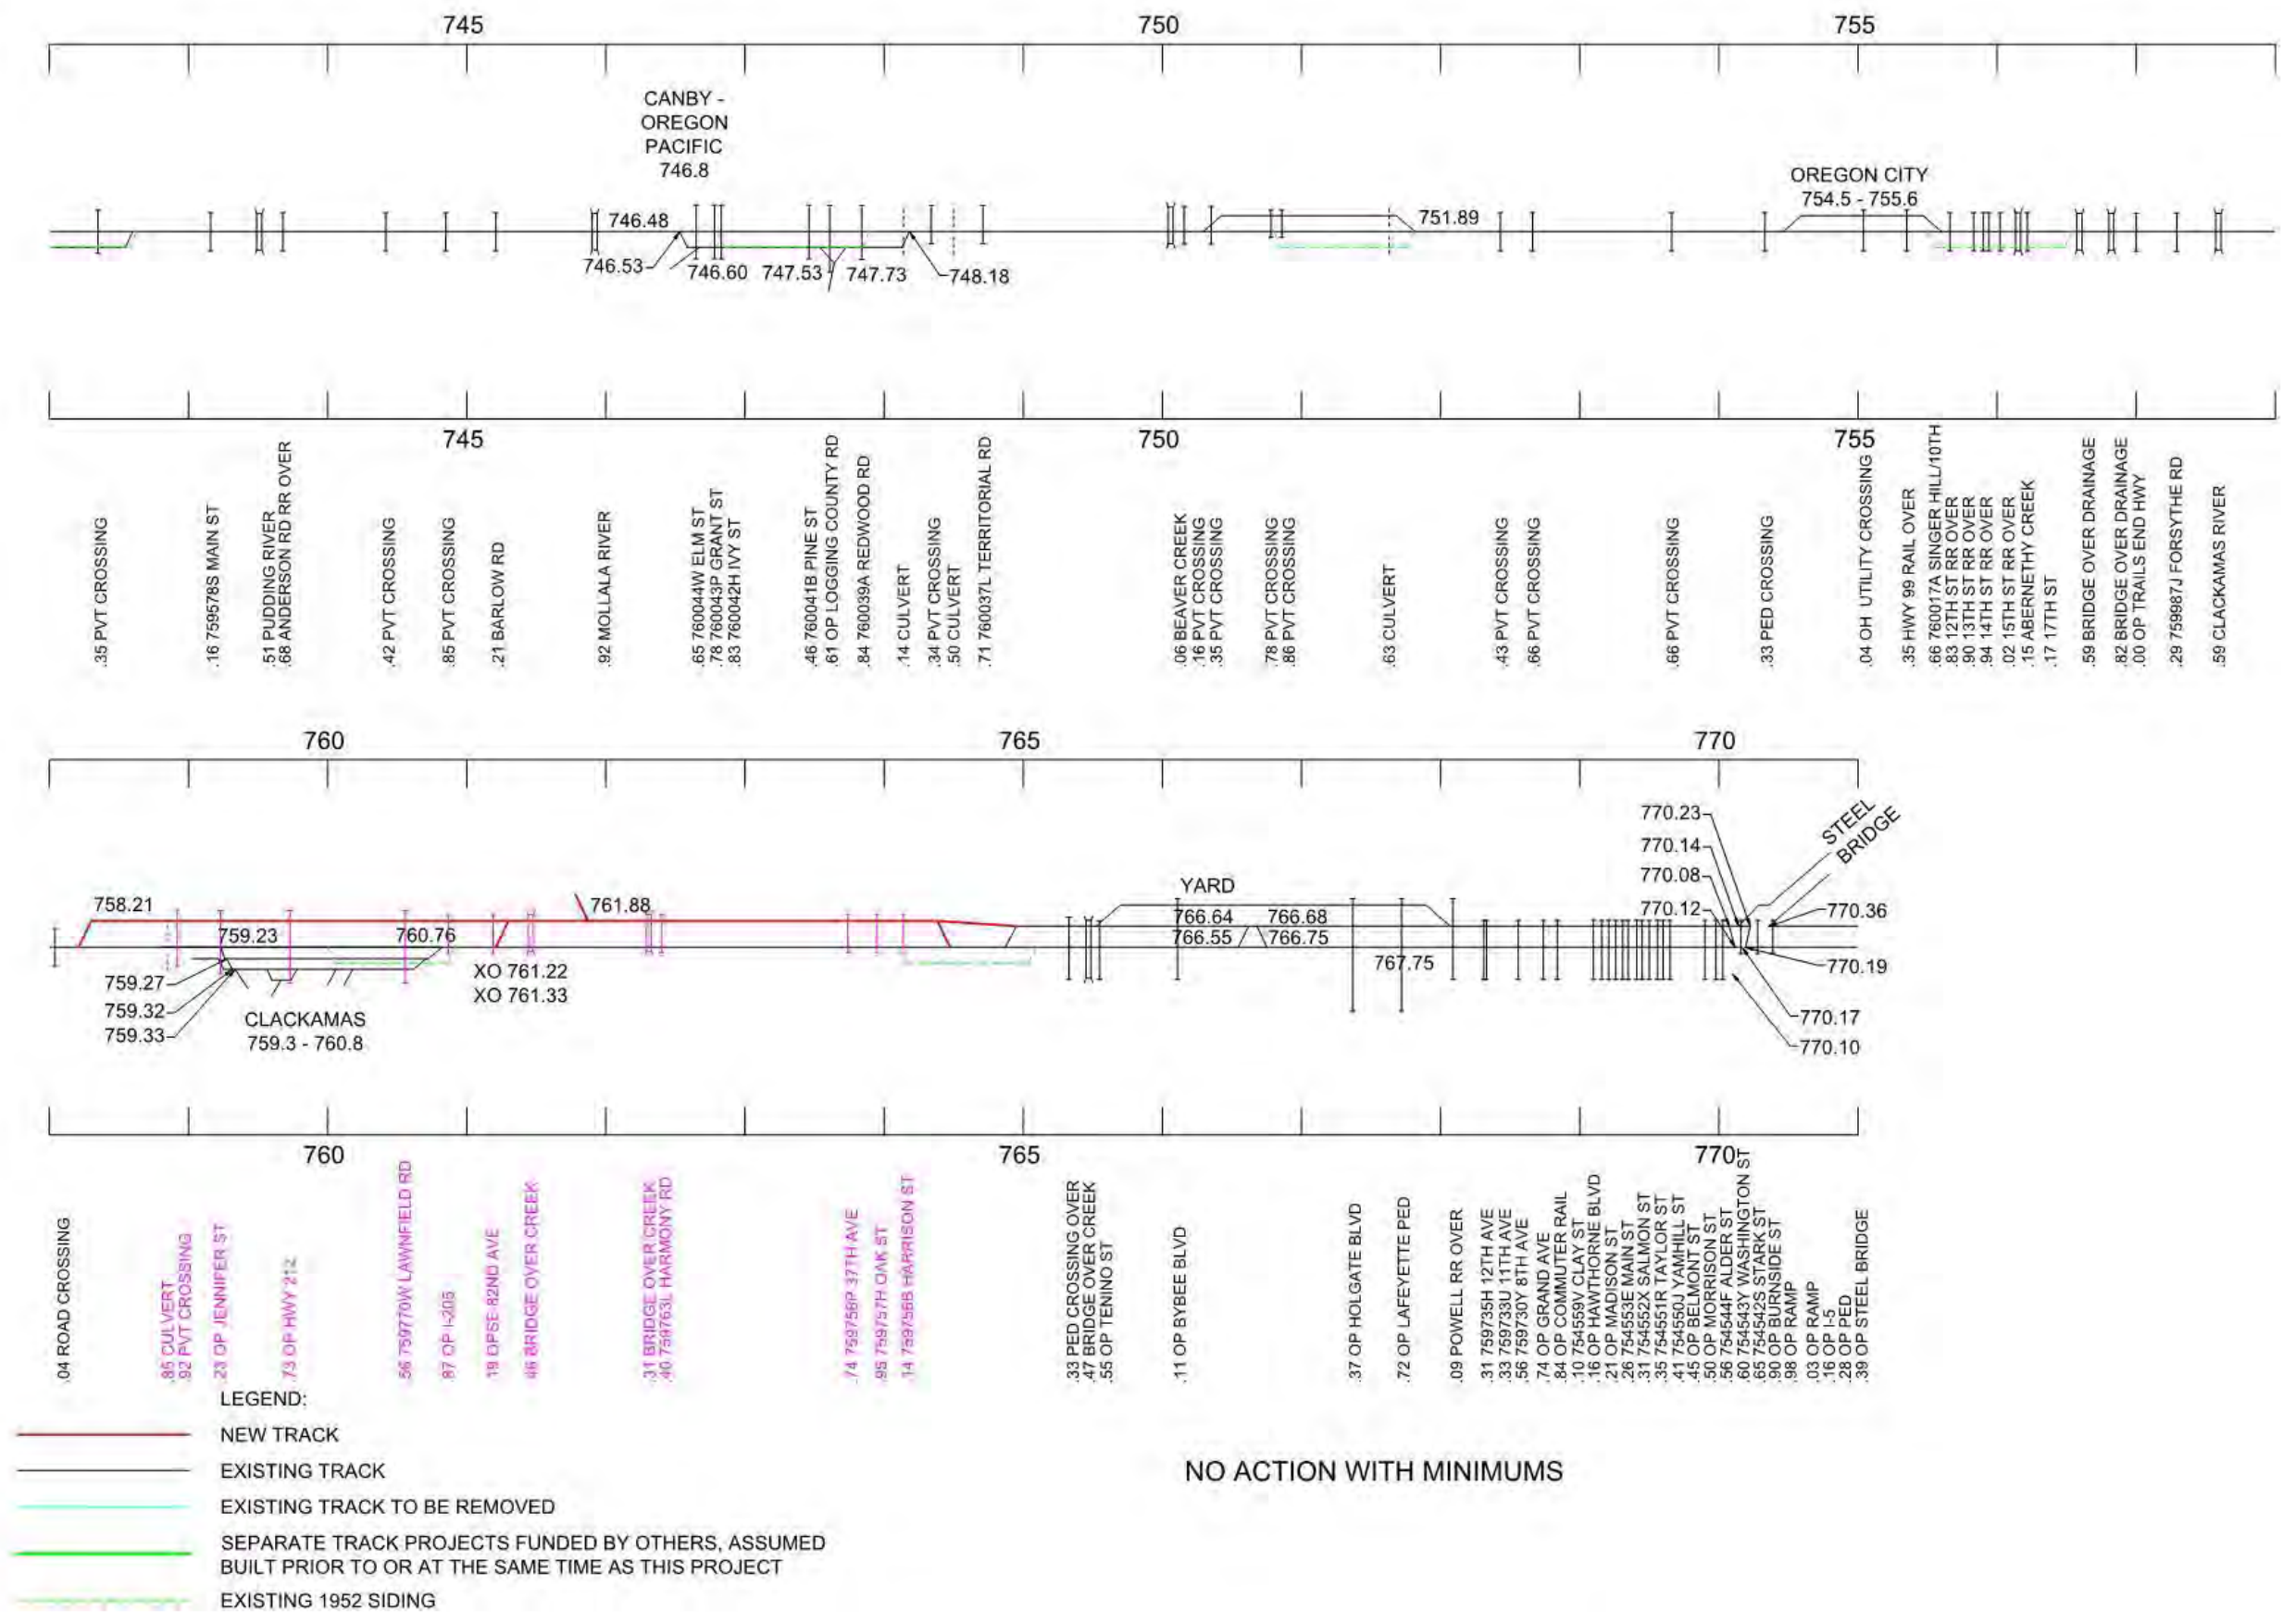 745
750
755
CANBY -
OREGON
PACIFIC
746.8
OREGON CITY
754.5 - 755.6
746.48
751.89
746.53
746.60
747.53
747.73
748.18
745
750
755
.35 PVT CROSSING
.16 759578S MAIN ST
.51 PUDDING RIVER
.68 ANDERSON RD RR OVER
.42 PVT CROSSING
.85 PVT CROSSING
.21 BARLOW RD
.92 MOLLALA RIVER
.65 760044W ELM ST
.78 760043P GRANT ST
.83 760042H IVY ST
.46 760041B PINE ST
.61 OP LOGGING COUNTY RD
.84 760039A REDWOOD RD
.14 CULVERT
.34 PVT CROSSING
.50 CULVERT
.71 760037L TERRITORIAL RD
.06 BEAVER CREEK
.16 PVT CROSSING
.35 PVT CROSSING
.78 PVT CROSSING
.86 PVT CROSSING
.63 CULVERT
.43 PVT CROSSING
.66 PVT CROSSING
.66 PVT CROSSING
.33 PED CROSSING
.04 OH UTILITY CROSSING
.35 HWY 99 RAIL OVER
.66 760017A SINGER HILL/10TH
.83 12TH ST RR OVER
.90 13TH ST RR OVER
.94 14TH ST RR OVER
.02 15TH ST RR OVER
.15 ABERNETHY CREEK
.17 17TH ST
.59 BRIDGE OVER DRAINAGE
.82 BRIDGE OVER DRAINAGE
.00 OP TRAILS END HWY
.29 759987J FORSYTHE RD
.59 CLACKAMAS RIVER
760
765
770
STEEL
BRIDGE
770.23
770.14
770.08
770.12
770.36
770.19
770.17
770.10
758.21
759.23
760.76
761.88
YARD
766.64
766.68
766.55
766.75
767.75
759.27
759.32
759.33
XO 761.22
XO 761.33
CLACKAMAS
759.3 - 760.8
760
765
770
.04 ROAD CROSSING
.85 CULVERT
.92 PVT CROSSING
.23 OP JENNIFER ST
.73 OP HWY 212
.56 759770W LAWNFIELD RD
.87 OP I-205
.19 OPSE 82ND AVE
.46 BRIDGE OVER CREEK
.31 BRIDGE OVER CREEK
.40 759763L HARMONY RD
.74 759758P 37TH AVE
.95 759757H OAK ST
.14 759756B HARRISON ST
.33 PED CROSSING OVER
.47 BRIDGE OVER CREEK
.55 OP TENINO ST
.11 OP BYBEE BLVD
.37 OP HOLGATE BLVD
.72 OP LAFEYETTE PED
.09 POWELL RR OVER
.31 759735H 12TH AVE
.33 759733U 11TH AVE
.56 759730Y 8TH AVE
.74 OP GRAND AVE
.84 OP COMMUTER RAIL
.10 754559V CLAY ST
.16 OP HAWTHORNE BLVD
.21 OP MADISON ST
.26 754553E MAIN ST
.31 754552X SALMON ST
.35 754551R TAYLOR ST
.41 754550J YAMHILL ST
.45 OP BELMONT ST
.50 OP MORRISON ST
.56 754544F ALDER ST
.60 754543Y WASHINGTON ST
.65 754542S STARK ST
.90 OP BURNSIDE ST
.98 OP RAMP
.03 OP RAMP
.16 OP I-5
.28 OP PED
.39 OP STEEL BRIDGE
LEGEND:
NEW TRACK
EXISTING TRACK
EXISTING TRACK TO BE REMOVED
SEPARATE TRACK PROJECTS FUNDED BY OTHERS, ASSUMED
BUILT PRIOR TO OR AT THE SAME TIME AS THIS PROJECT
EXISTING 1952 SIDING
NO ACTION WITH MINIMUMS